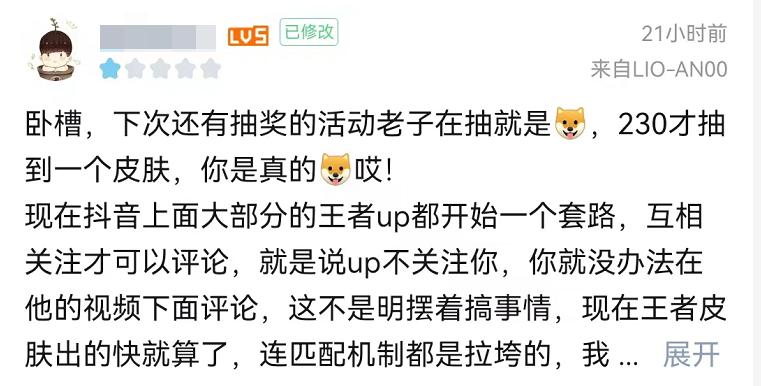 LV5 已修改 21小时前
来自LIO-AN00
卧槽，下次还有抽奖的活动老子在抽就是，230才抽
到一个皮肤，你是真的哎！
现在抖音上面大部分的王者up都开始一个套路，互相
关注才可以评论，就是说up不关注你，你就没办法在
他的视频下面评论，这不是明摆着搞事情，现在王者皮
肤出的快就算了，连匹配机制都是拉垮的，我 ... 展开